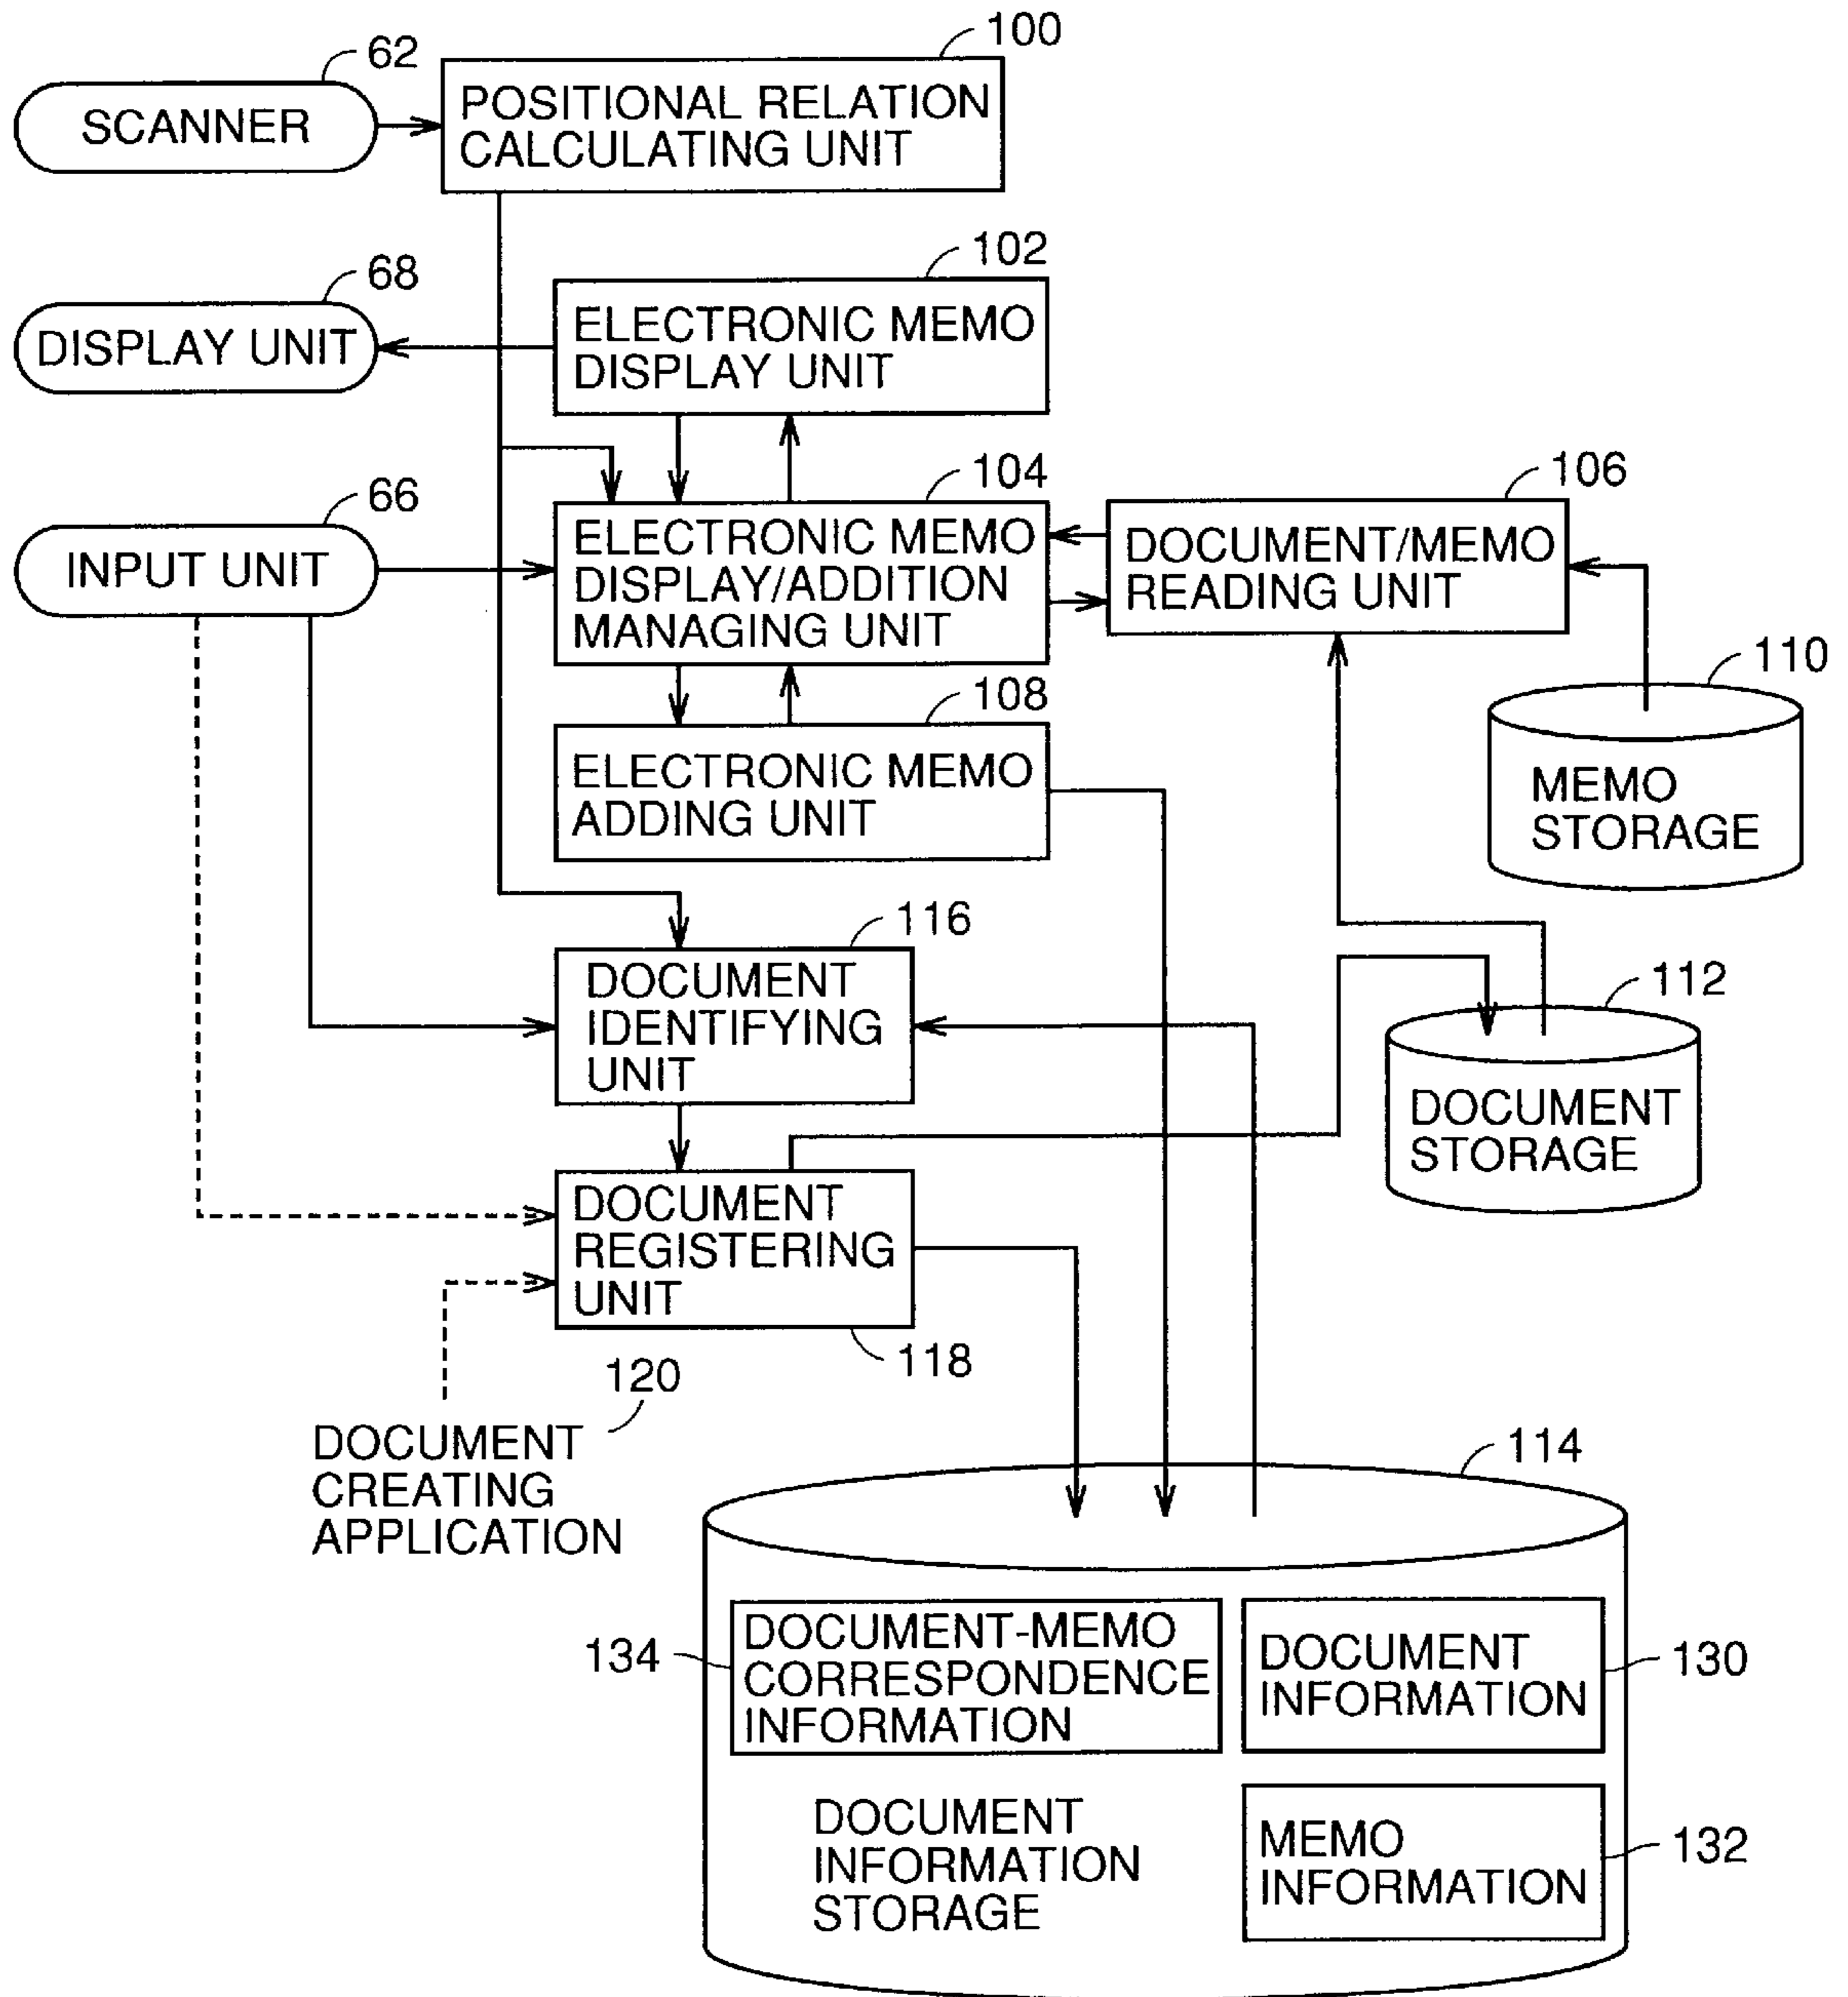 100
62
SCANNER
POSITIONAL RELATION
CALCULATING UNIT
102
68
DISPLAY UNIT
ELECTRONIC MEMO
DISPLAY UNIT
104
106
66
INPUT UNIT
ELECTRONIC MEMO
DISPLAY/ADDITION
MANAGING UNIT
DOCUMENT/MEMO
READING UNIT
110
108
ELECTRONIC MEMO
ADDING UNIT
MEMO
STORAGE
116
DOCUMENT
IDENTIFYING
UNIT
112
DOCUMENT
STORAGE
DOCUMENT
REGISTERING
UNIT
118
120
DOCUMENT
CREATING
APPLICATION
114
134
DOCUMENT-MEMO
CORRESPONDENCE
INFORMATION
DOCUMENT
INFORMATION
130
DOCUMENT
INFORMATION
STORAGE
MEMO
INFORMATION
132